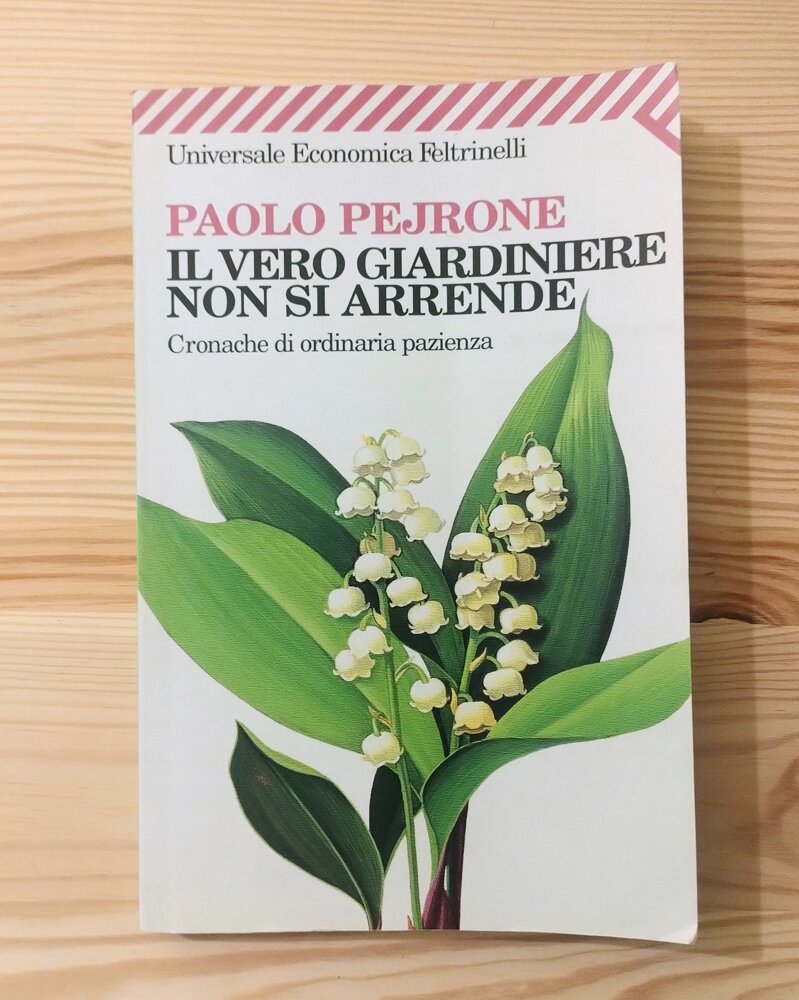 Universale Economica Feltrinelli
PAOLO PEJRONE
IL VERO GIARDINIERE
NON SI ARRENDE
Cronache di ordinaria pazienza